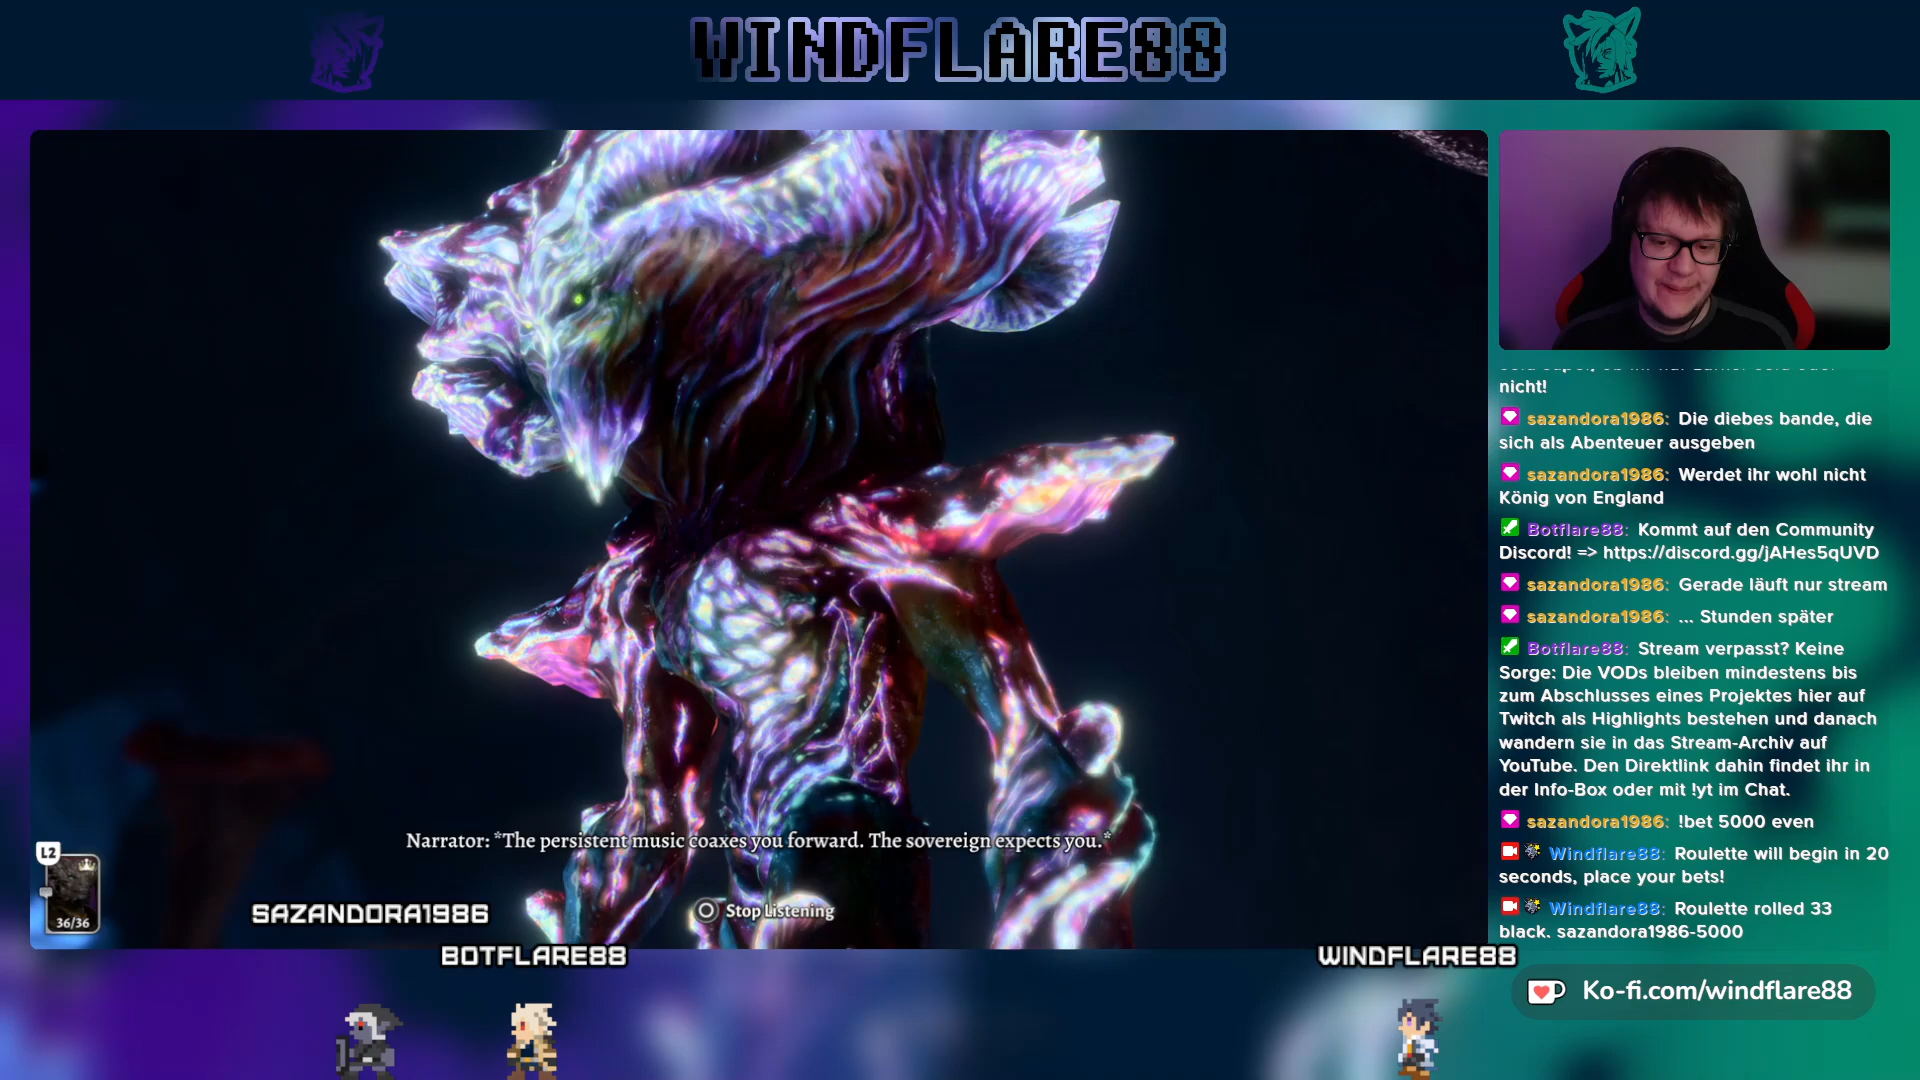 WINDFLARE88
nicht!
sazandora1986: Die diebes bande, die
sich als Abenteuer ausgeben
sazandora1986: Werdet ihr wohl nicht
König von England
Botflare88: Kommt auf den Community
Discord! => https://discord.gg/jAHes5qUVD
sazandora1986: Gerade läuft nur stream
sazandora1986: ... Stunden später
Botflare88: Stream verpasst? Keine
Sorge: Die VODs bleiben mindestens bis
zum Abschlusses eines Projektes hier auf
Twitch als Highlights bestehen und danach
wandern sie in das Stream-Archiv auf
YouTube. Den Direktlink dahin findet ihr in
der Info-Box oder mit !yt im Chat.
sazandora1986: !bet 5000 even
Windflare88: Roulette will begin in 20
seconds, place your bets!
Windflare88: Roulette rolled 33
black. sazandora1986-5000
Narrator: *The persistent music coaxes you forward. The sovereign expects you.*
L2
36/36
Stop Listening
SAZANDORA1986
BOTFLARE88
WINDFLARE88
Ko-fi.com/windflare88